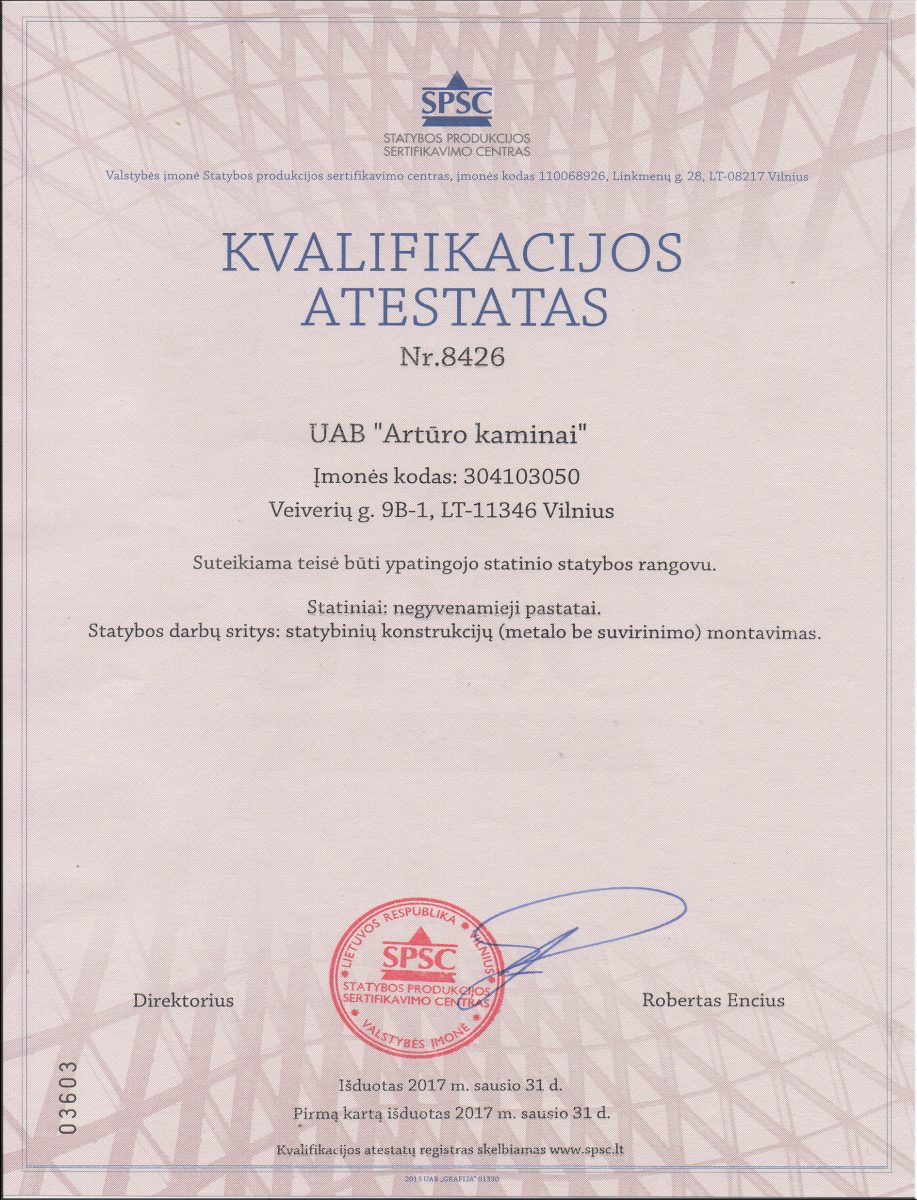 SPSC
STATYBOS PRODUKCIJOS
SERTIFIKAVIMO CENTRAS
Valstybės įmonė Statybos produkcijos sertifikavimo centras, įmonės kodas 110068926, Linkmenų g. 28, LT-08217 Vilnius
KVALIFIKACIJOS
ATESTATAS
Nr.8426
UAB "Artūro kaminai"
Įmonės kodas: 304103050
Veiverių g. 9B-1, LT-11346 Vilnius
Suteikiama teisė būti ypatingojo statinio statybos rangovu.
Statiniai: negyvenamieji pastatai.
Statybos darbų sritys: statybinių konstrukcijų (metalo be suvirinimo) montavimas.
LIETUVOS RESPUBLIKA * VILNIUS *
SPSC
STATYBOS PRODUKCIJOS
SERTIFIKAVIMO CENTRAS
* VALSTYBĖS ĮMONĖ *
Direktorius
Robertas Encius
03603
Išduotas 2017 m. sausio 31 d.
Pirmą kartą išduotas 2017 m. sausio 31 d.
Kvalifikacijos atestatų registras skelbiamas www.spsc.lt
2015 UAB „GRAFIJA" 01330